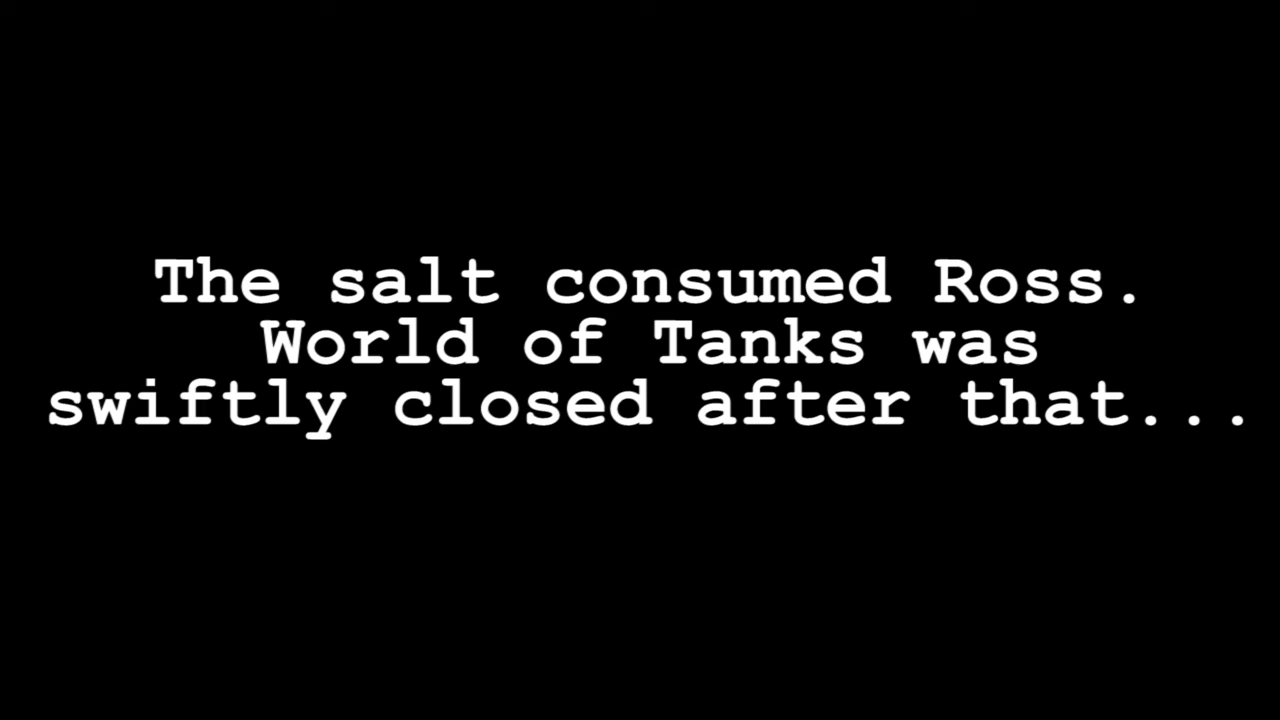 The salt consumed Ross.
World of Tanks was
swiftly closed after that...